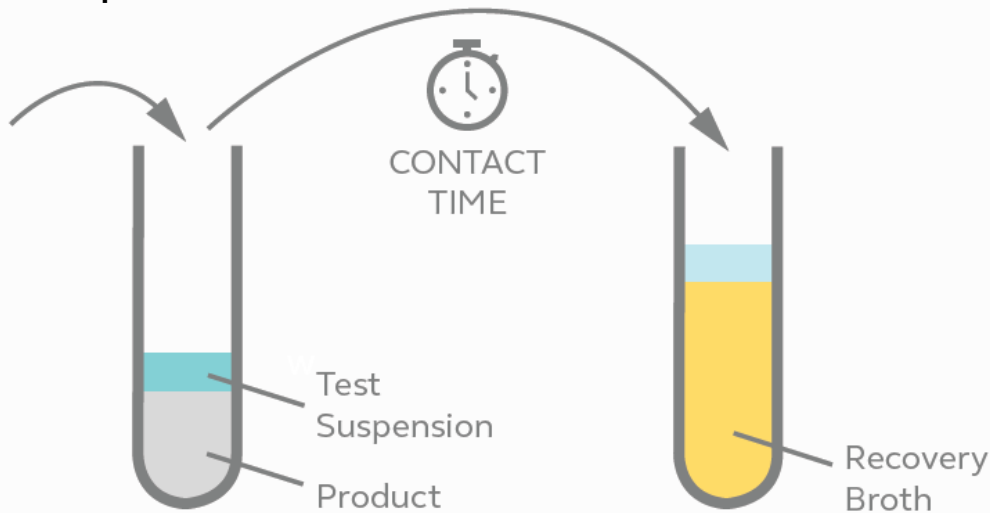 CONTACT
TIME
Test
Suspension
Product
Recovery
Broth